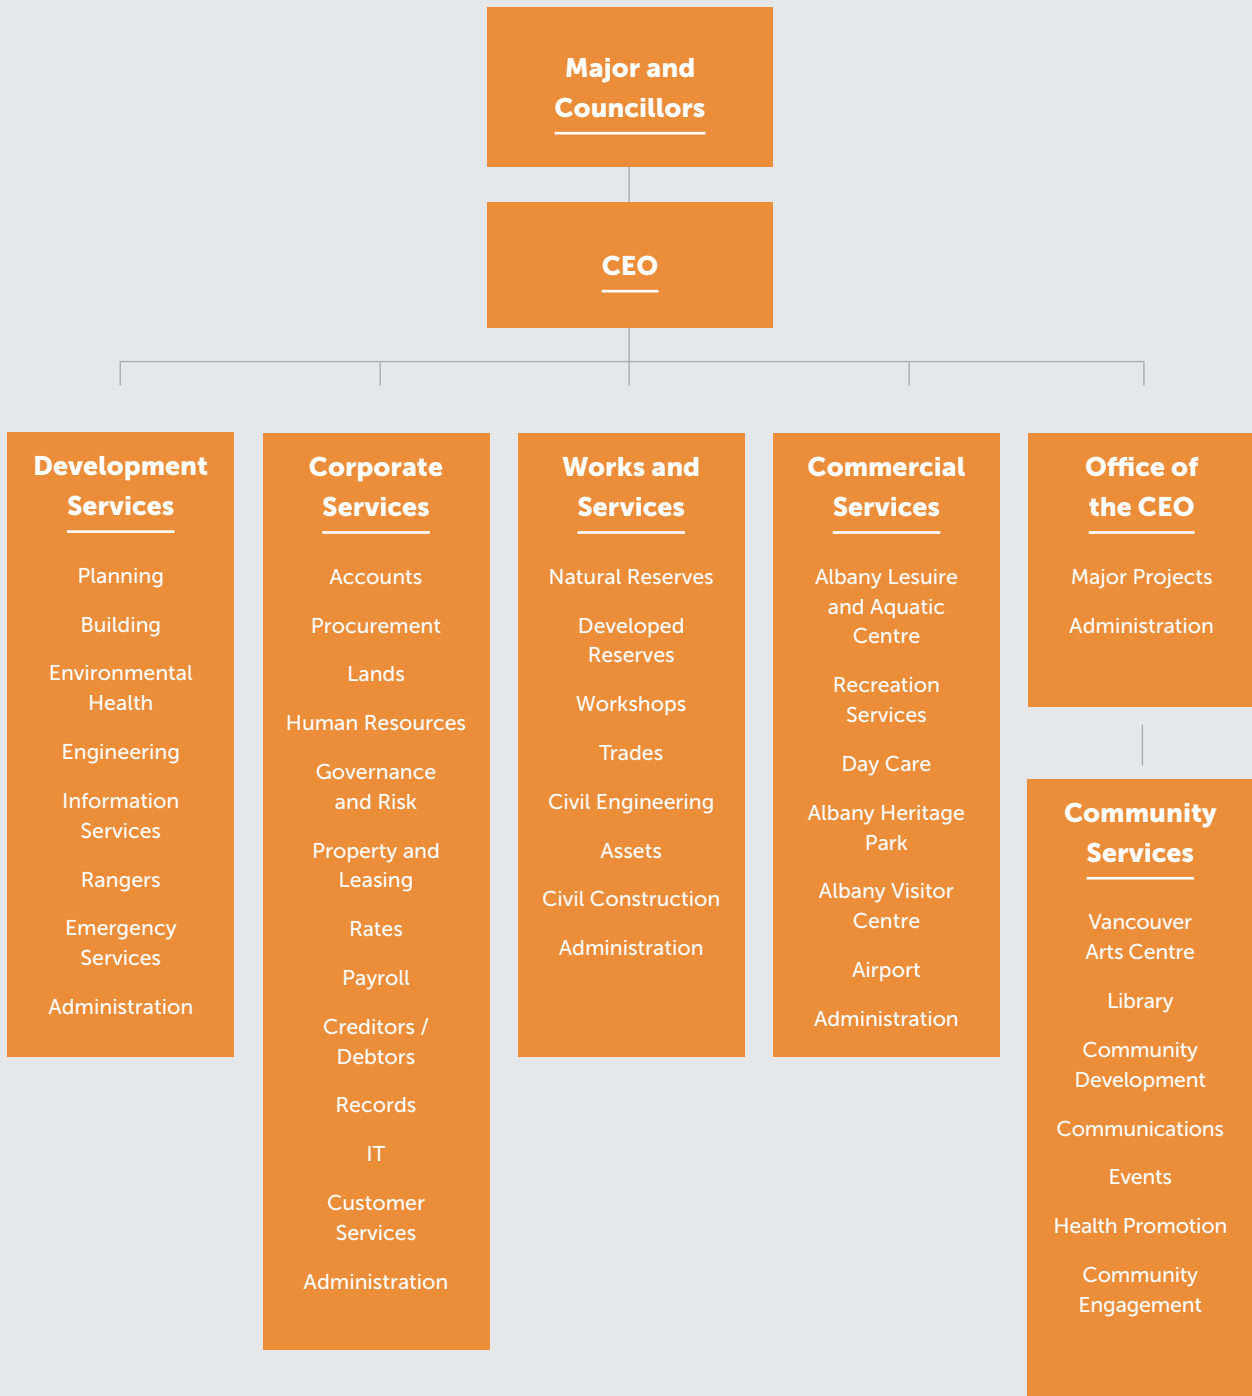 Major and
Councillors
CEO
Development
Services
Planning
Building
Environmental
Health
Engineering
Information
Services
Rangers
Emergency
Services
Administration
Corporate
Services
Accounts
Procurement
Lands
Human Resources
Governance
and Risk
Property and
Leasing
Rates
Payroll
Creditors /
Debtors
Records
IT
Customer
Services
Administration
Works and
Services
Natural Reserves
Developed
Reserves
Workshops
Trades
Civil Engineering
Assets
Civil Construction
Administration
Commercial
Services
Albany Lesuire
and Aquatic
Centre
Recreation
Services
Day Care
Albany Heritage
Park
Albany Visitor
Centre
Airport
Administration
Office of
the CEO
Major Projects
Administration
Community
Services
Vancouver
Arts Centre
Library
Community
Development
Communications
Events
Health Promotion
Community
Engagement